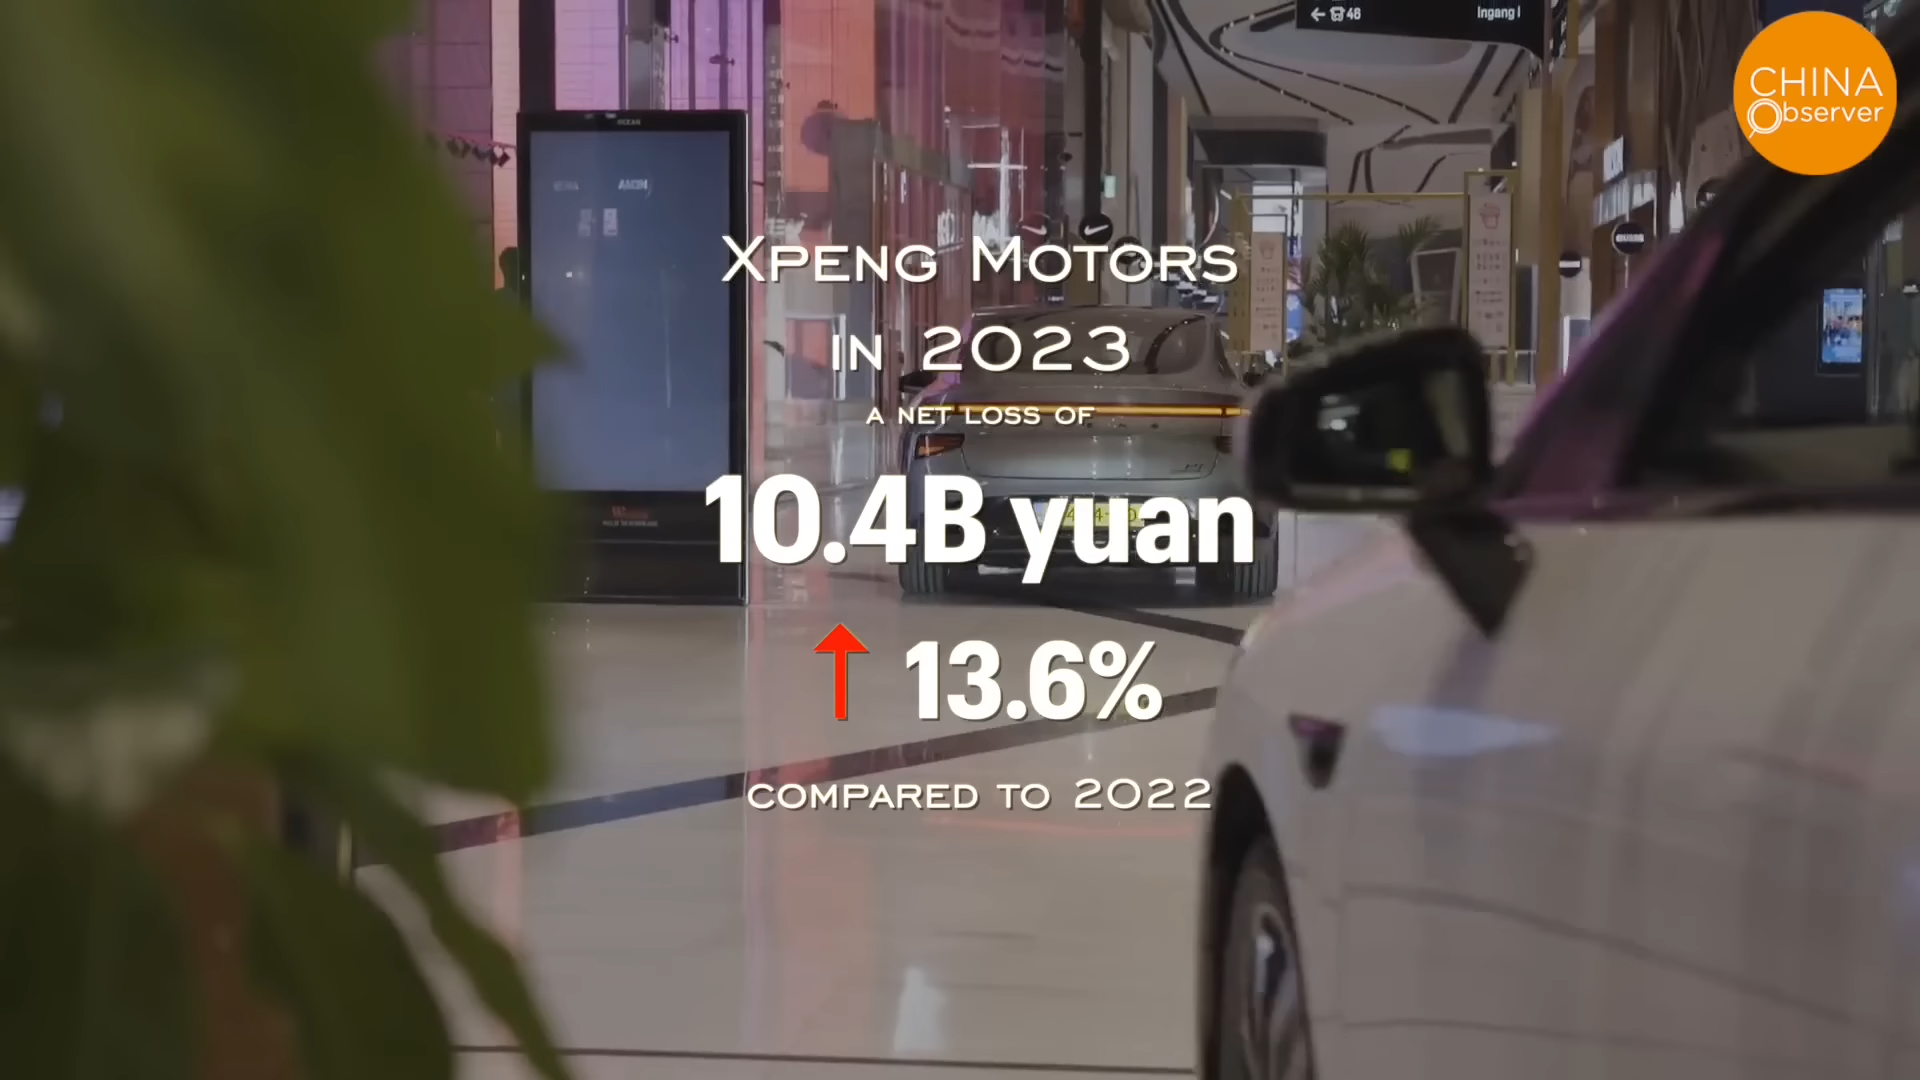 48
Ingang I
CHINA
Observer
XPENG MOTORS
IN 2023
A NET LOSS OF
10.4B yuan
↑ 13.6%
COMPARED TO 2022